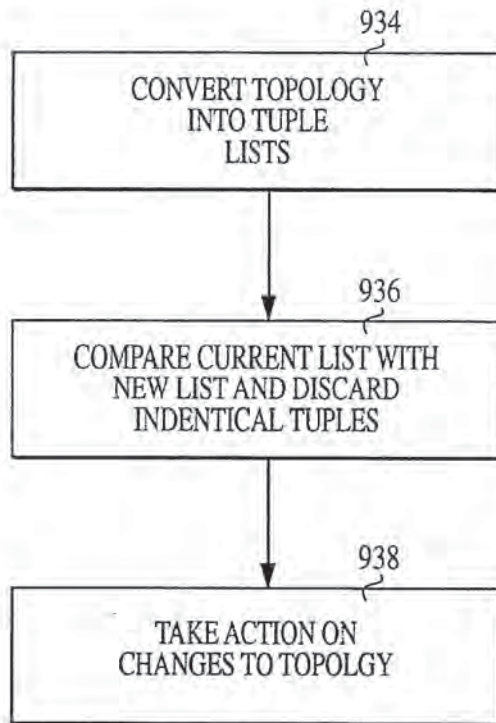 934
CONVERT TOPOLOGY
INTO TUPLE
LISTS
936
COMPARE CURRENT LIST WITH
NEW LIST AND DISCARD
INDENTICAL TUPLES
938
TAKE ACTION ON
CHANGES TO TOPOLGY